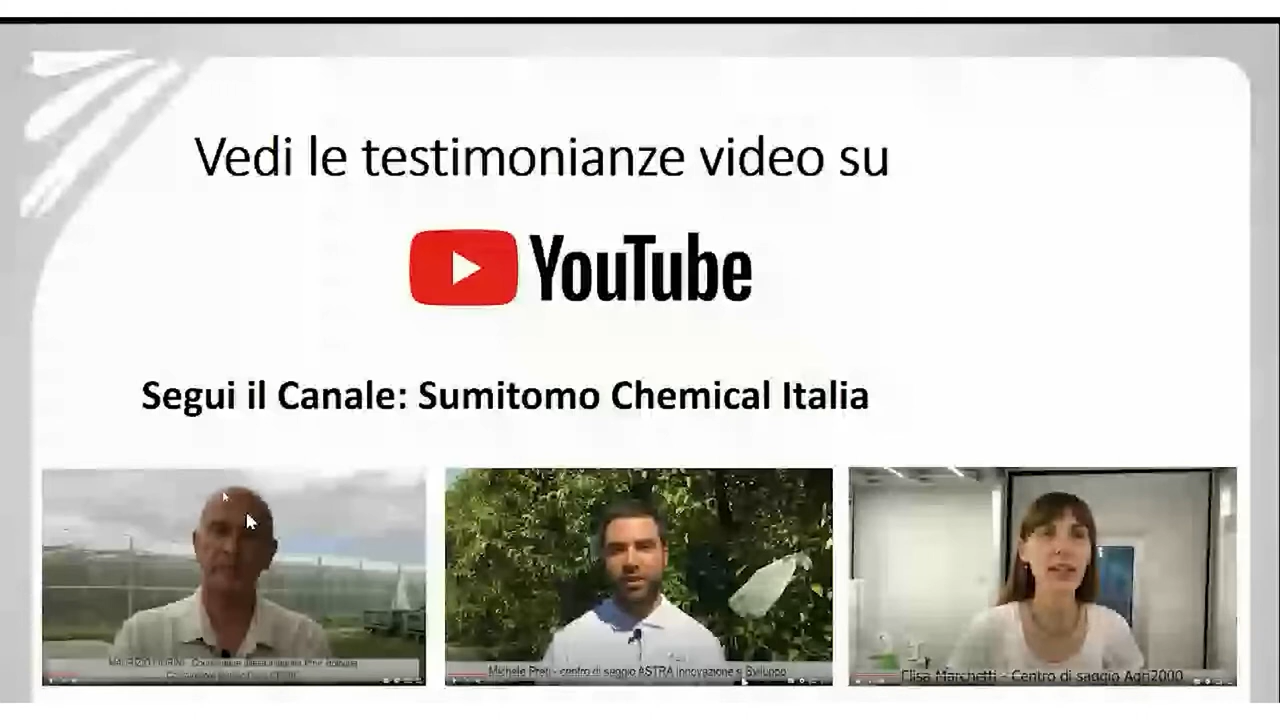 Vedi le testimonianze video su
YouTube
Segui il Canale: Sumitomo Chemical Italia
Michele Preti - centro di saggio ASTRA Innovazione e Sviluppo
Elisa Marchetti - Centro di saggio Agri2000